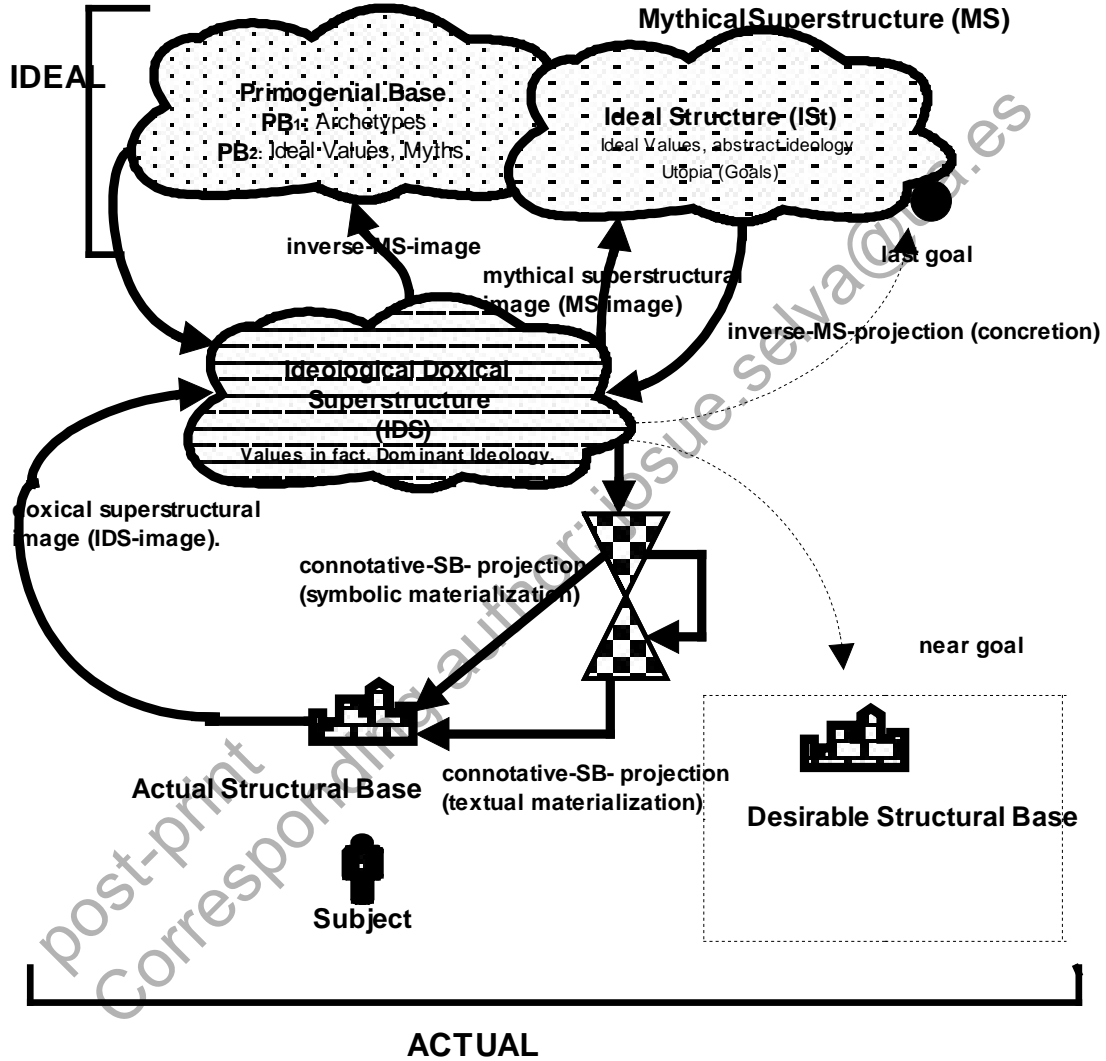 Mythical Superstructure (MS)
IDEAL
Primogenial Base
PB1: Archetypes
PB2: Ideal Values, Myths
Ideal Structure (ISt)
Ideal Values, abstract ideology
Utopia (Goals)
inverse-MS-image
mythical superstructural
image (MS image)
last goal
inverse-MS-projection (concretion)
Ideological Doxical
Superstructure
(IDS)
Values in fact. Dominant Ideology.
doxical superstructural
image (IDS-image).
connotative-SB- projection
(symbolic materialization)
near goal
Actual Structural Base
connotative-SB- projection
(textual materialization)
Desirable Structural Base
Subject
ACTUAL
post-print
Corresponding author: josue.selva@ua.es